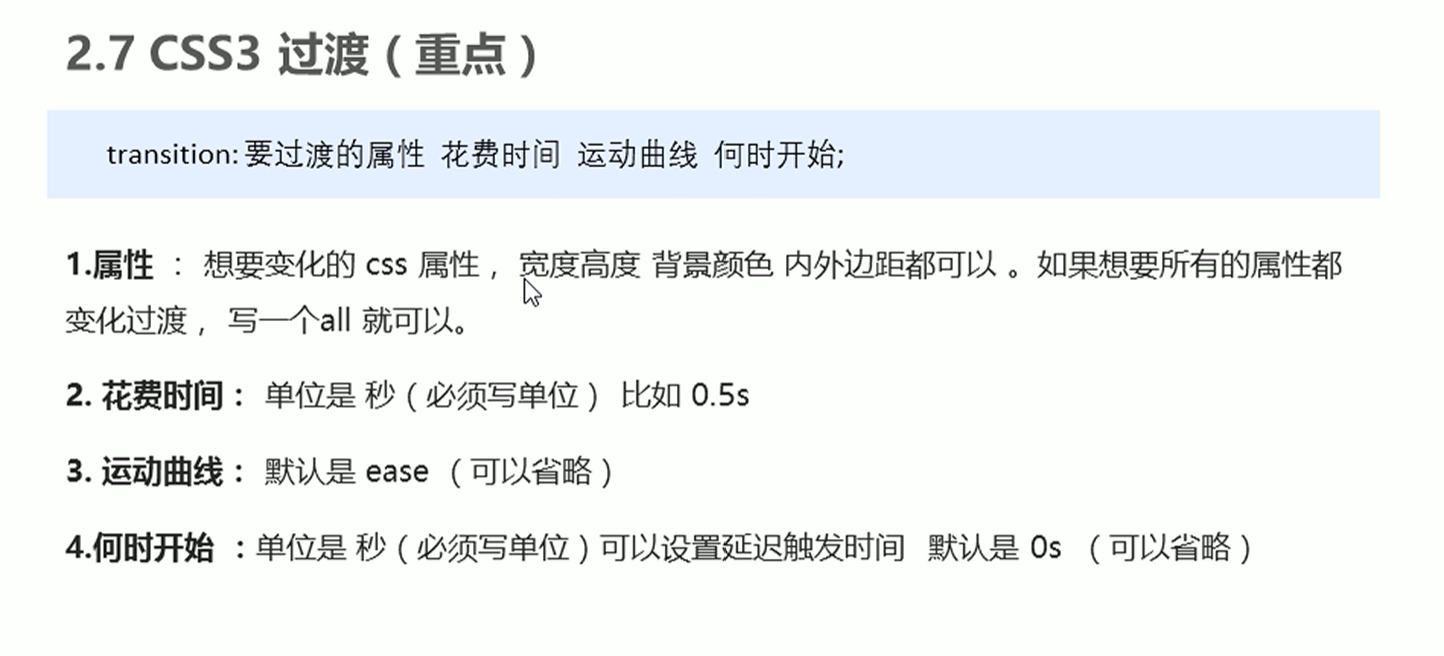 2.7 CSS3 过渡（重点）
transition: 要过渡的属性 花费时间 运动曲线 何时开始;
1.属性 ： 想要变化的 css 属性， 宽度高度 背景颜色 内外边距都可以 。如果想要所有的属性都
变化过渡， 写一个all 就可以。
2. 花费时间： 单位是 秒（必须写单位） 比如 0.5s
3. 运动曲线： 默认是 ease （可以省略）
4.何时开始 ：单位是 秒（必须写单位）可以设置延迟触发时间 默认是 0s （可以省略）